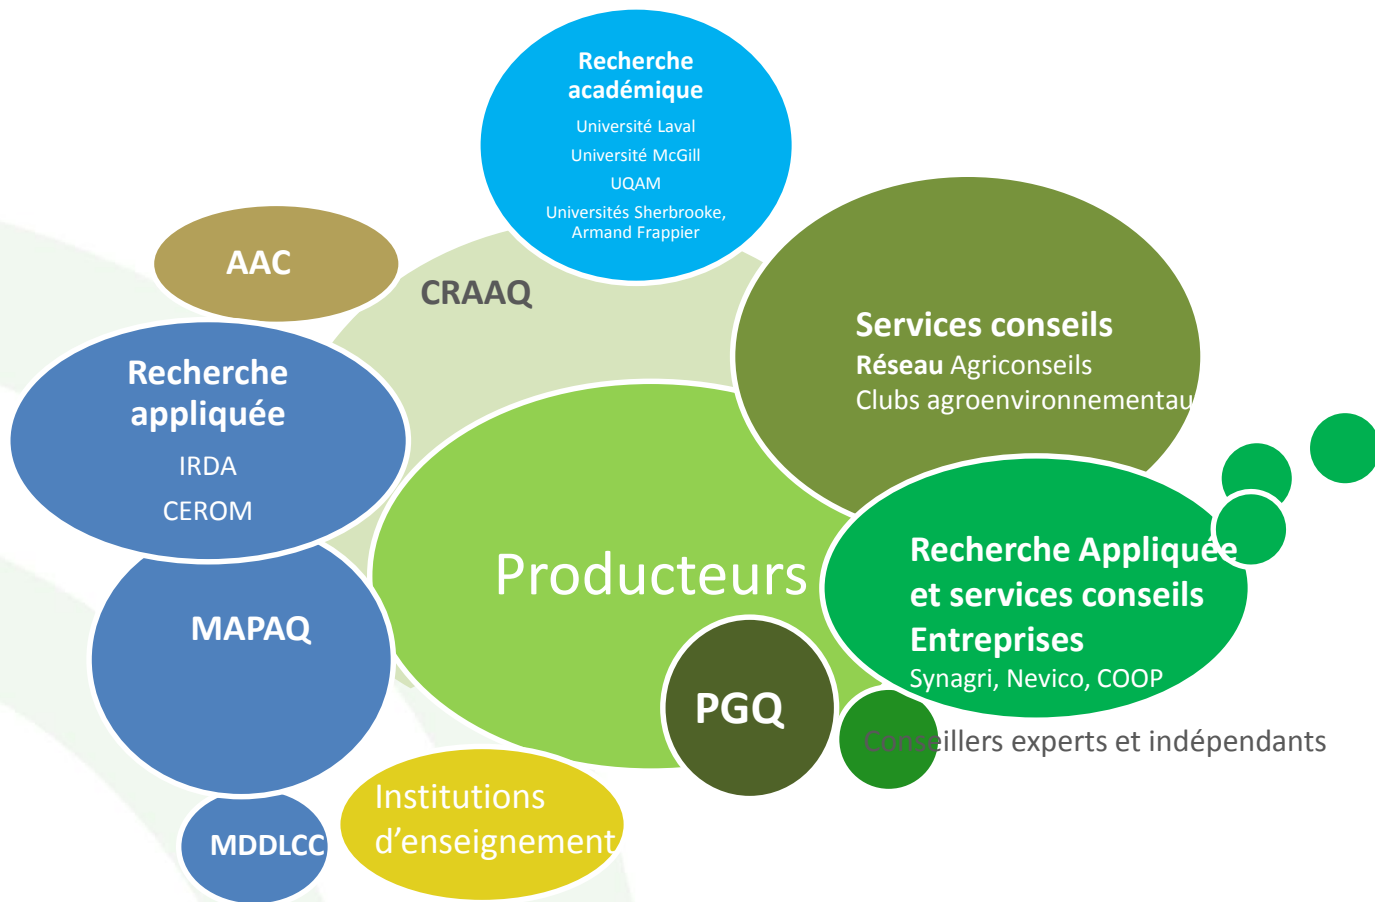 Recherche
académique
Université Laval
Université McGill
UQAM
Universités Sherbrooke,
Armand Frappier
AAC
CRAAQ
Services conseils
Réseau Agriconseils
Clubs agroenvironnementau
Recherche
appliquée
IRDA
CEROM
Producteurs
Recherche Appliquée
et services conseils
Entreprises
Synagri, Nevico, COOP
MAPAQ
PGQ
Conseillers experts et indépendants
Institutions
d'enseignement
MDDLCC